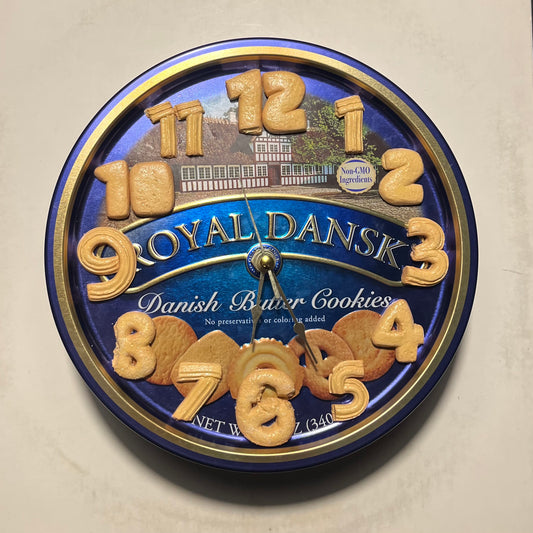 12
11
1
Non-GMO
Ingredients
10
2
ROYAL DANSK
9
3
Danish Butter Cookies
No preservatives or coloring added
8
4
7
5
6
NET
(340